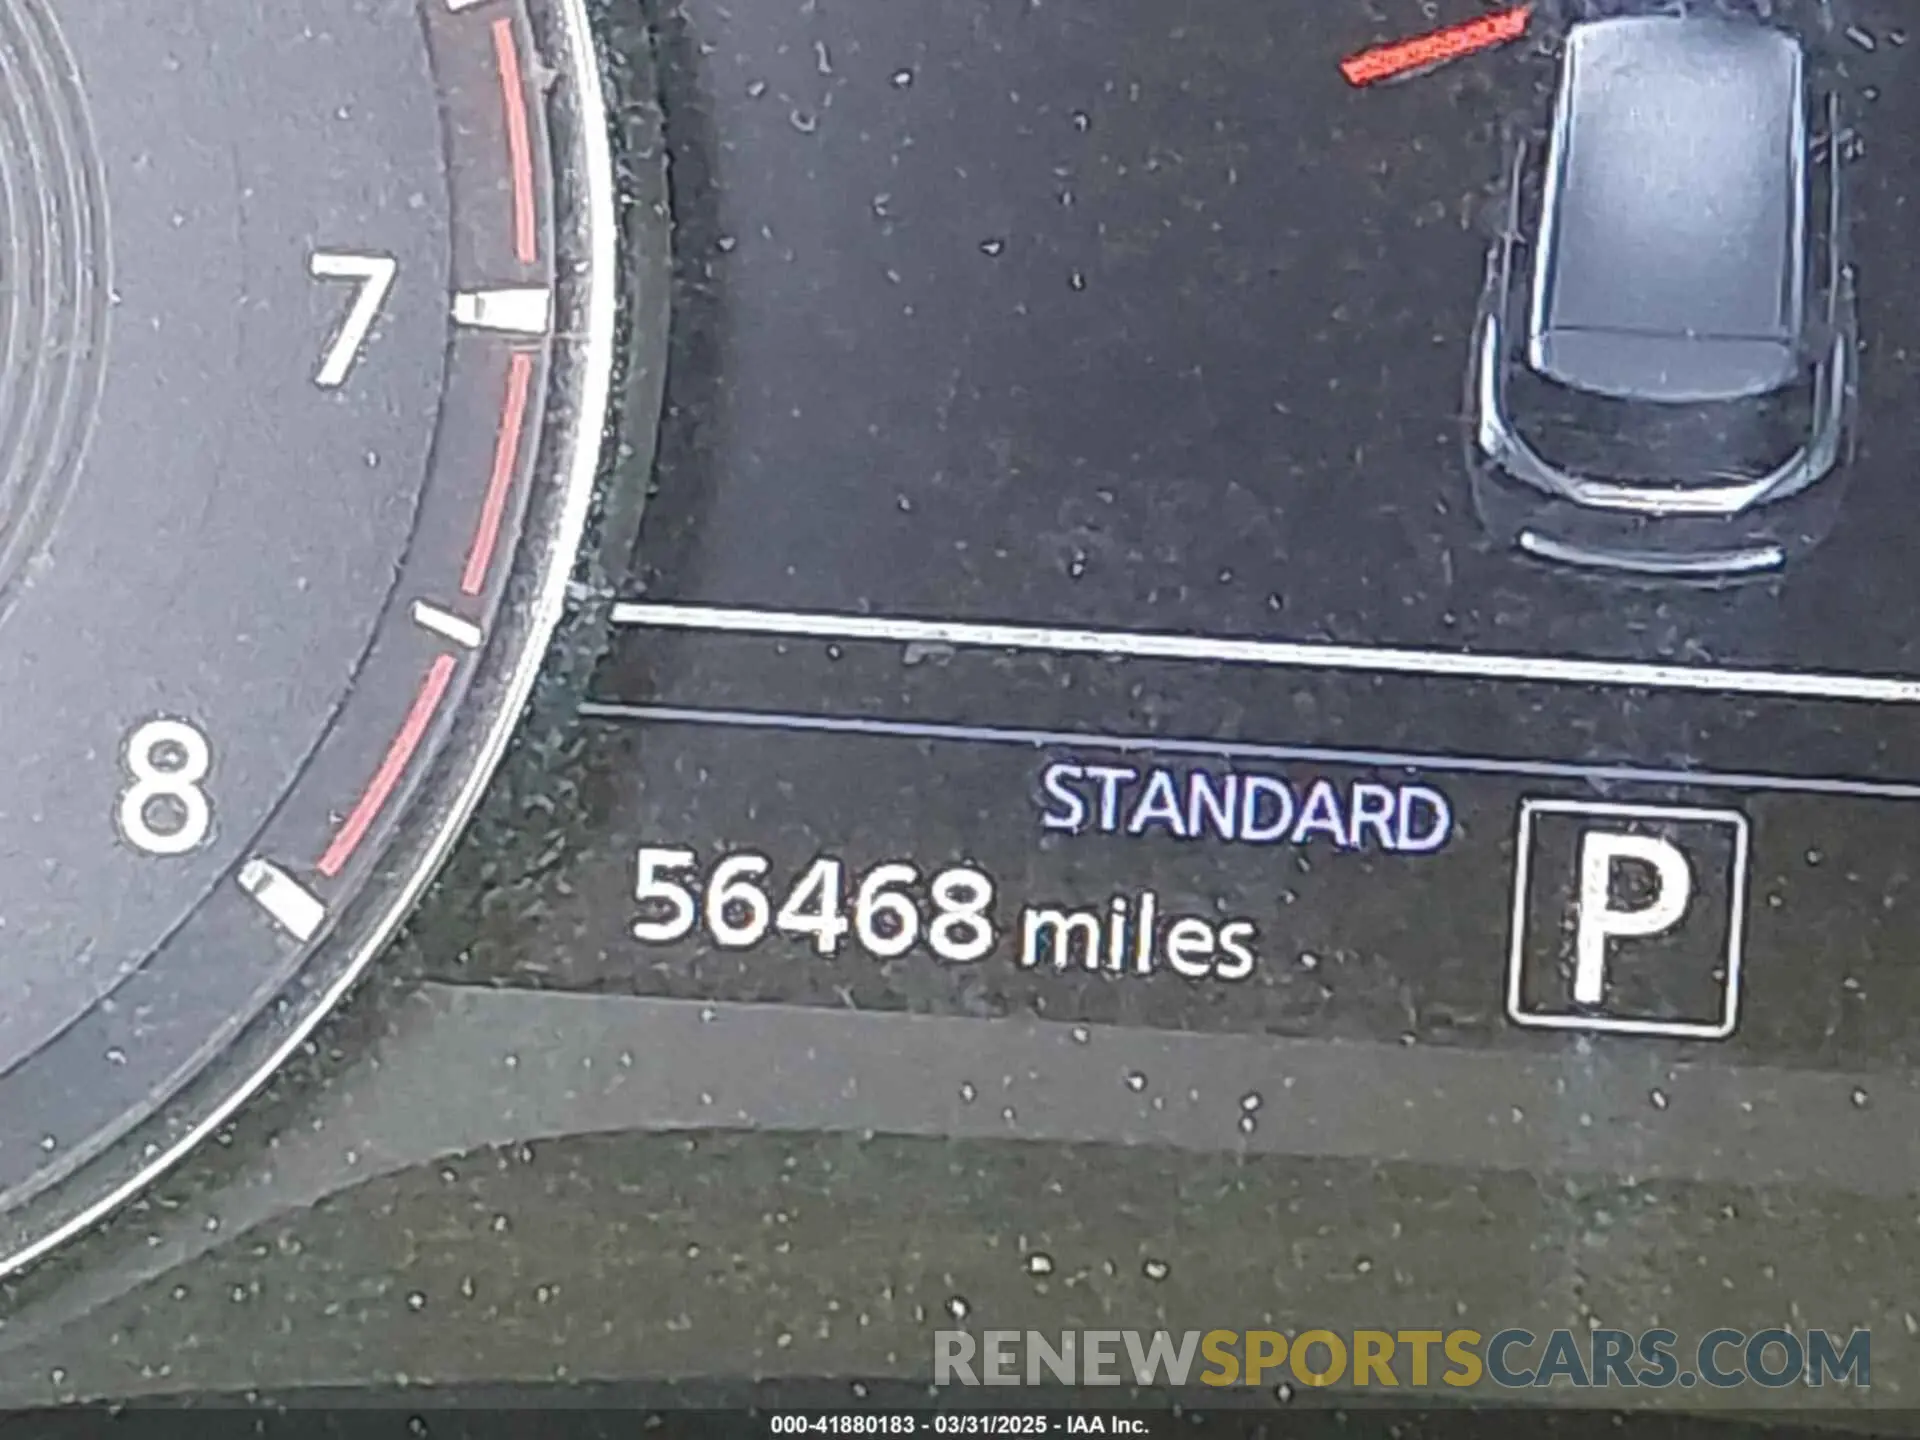 7
8
STANDARD
56468 miles
P
RENEWSPORTSCARS.COM
000-41880183 - 03/31/2025 - IAA Inc.